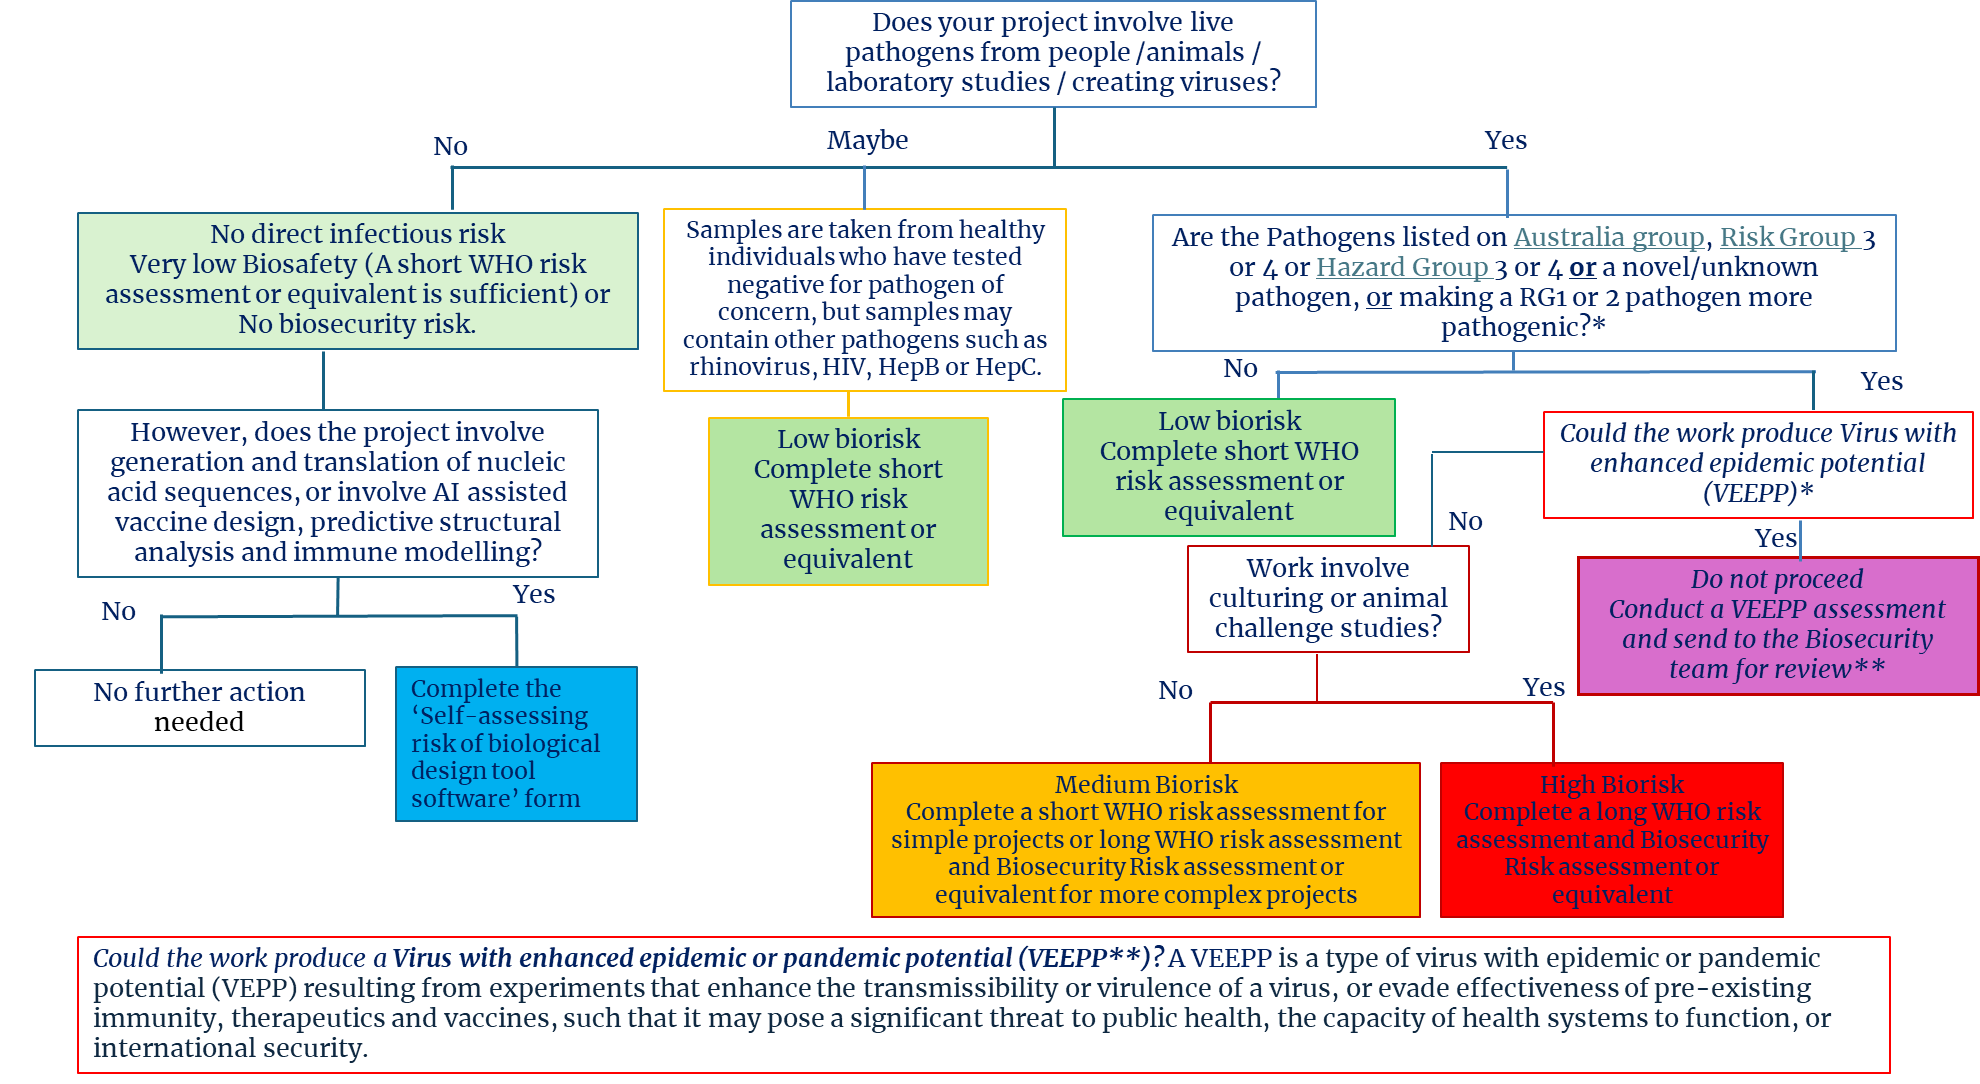 Does your project involve live
pathogens from people /animals /
laboratory studies / creating viruses?
No
Maybe
Yes
No direct infectious risk
Very low Biosafety (A short WHO risk
assessment or equivalent is sufficient) or
No biosecurity risk.
Samples are taken from healthy
individuals who have tested
negative for pathogen of
concern, but samples may
contain other pathogens such as
rhinovirus, HIV, HepB or HepC.
Are the Pathogens listed on Australia group, Risk Group 3
or 4 or Hazard Group 3 or 4 or a novel/unknown
pathogen, or making a RG1 or 2 pathogen more
pathogenic?*
However, does the project involve
generation and translation of nucleic
acid sequences, or involve AI assisted
vaccine design, predictive structural
analysis and immune modelling?
Low biorisk
Complete short
WHO risk
assessment or
equivalent
No
Yes
Low biorisk
Complete short WHO
risk assessment or
equivalent
Could the work produce Virus with
enhanced epidemic potential
(VEEPP)*
No
Yes
Work involve
culturing or animal
challenge studies?
Do not proceed
Conduct a VEEPP assessment
and send to the Biosecurity
team for review**
No
Yes
No further action
needed
Complete the
‘Self-assessing
risk of biological
design tool
software’ form
No
Yes
Medium Biorisk
Complete a short WHO risk assessment for
simple projects or long WHO risk assessment
and Biosecurity Risk assessment or
equivalent for more complex projects
High Biorisk
Complete a long WHO risk
assessment and Biosecurity
Risk assessment or
equivalent
Could the work produce a Virus with enhanced epidemic or pandemic potential (VEEPP**)? A VEEPP is a type of virus with epidemic or pandemic
potential (VEPP) resulting from experiments that enhance the transmissibility or virulence of a virus, or evade effectiveness of pre-existing
immunity, therapeutics and vaccines, such that it may pose a significant threat to public health, the capacity of health systems to function, or
international security.